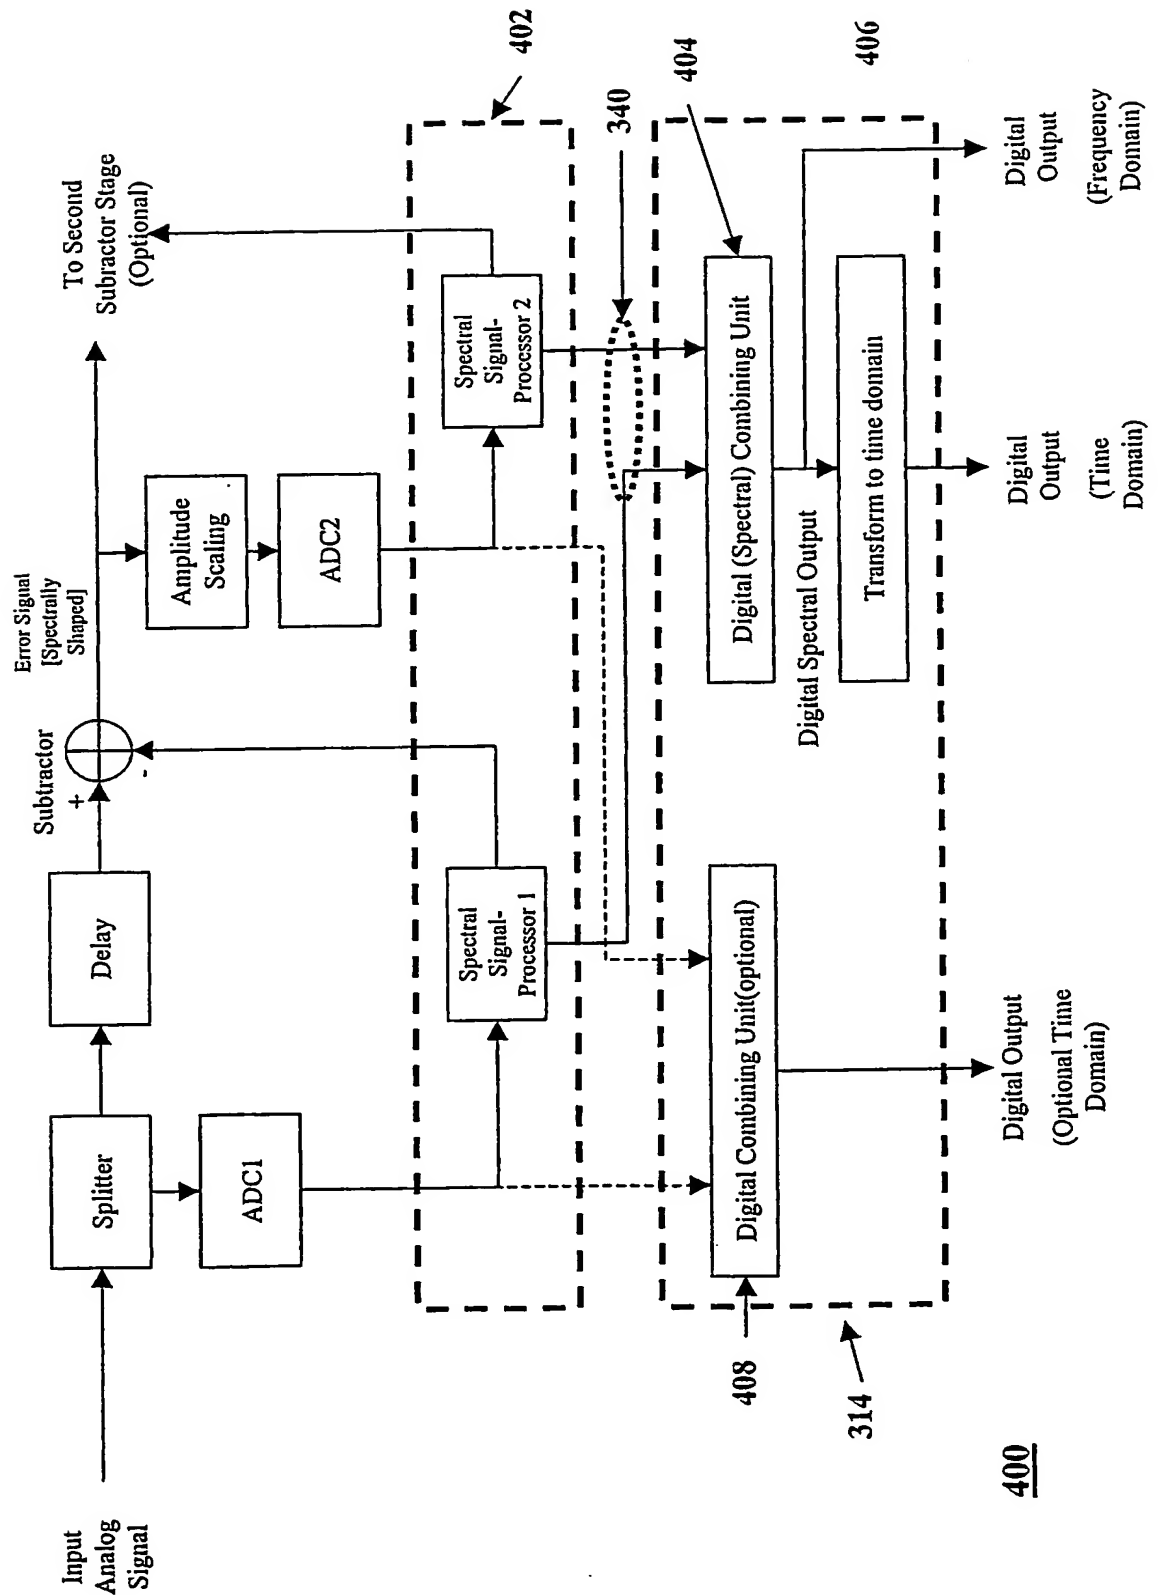 Input
Analog
Signal
Splitter
Delay
Subtractor
+
-
Error Signal
[Spectrally
Shaped]
To Second
Subractor Stage
(Optional)
ADC1
Amplitude
Scaling
ADC2
402
Spectral
Signal-
Processor 1
Spectral
Signal-
Processor 2
340
404
408
Digital Combining Unit(optional)
Digital (Spectral) Combining Unit
Digital Spectral Output
Transform to time domain
406
314
Digital Output
(Optional Time
Domain)
Digital
Output
(Time
Domain)
Digital
Output
(Frequency
Domain)
400